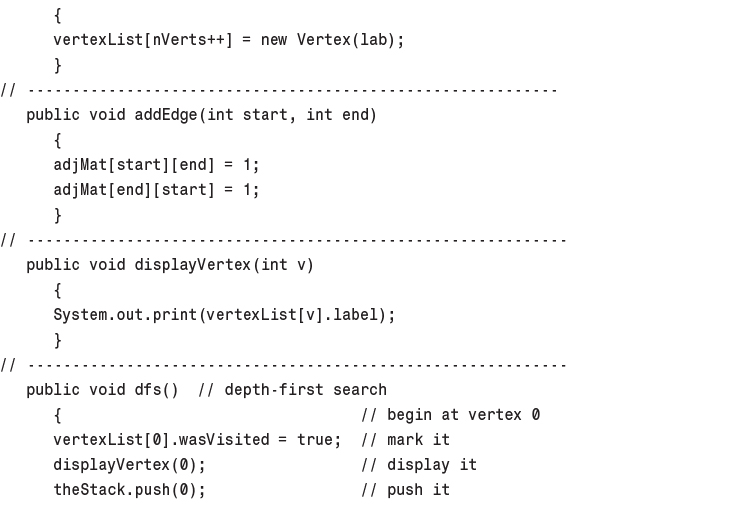 {
      vertexList[nVerts++] = new Vertex(lab);
      }
// -----------------------------------------------------------
   public void addEdge(int start, int end)
      {
      adjMat[start][end] = 1;
      adjMat[end][start] = 1;
      }
// ------------------------------------------------------------
   public void displayVertex(int v)
      {
      System.out.print(vertexList[v].label);
      }
// ------------------------------------------------------------
   public void dfs()  // depth-first search
      {                                 // begin at vertex 0
      vertexList[0].wasVisited = true;  // mark it
      displayVertex(0);                 // display it
      theStack.push(0);                 // push it